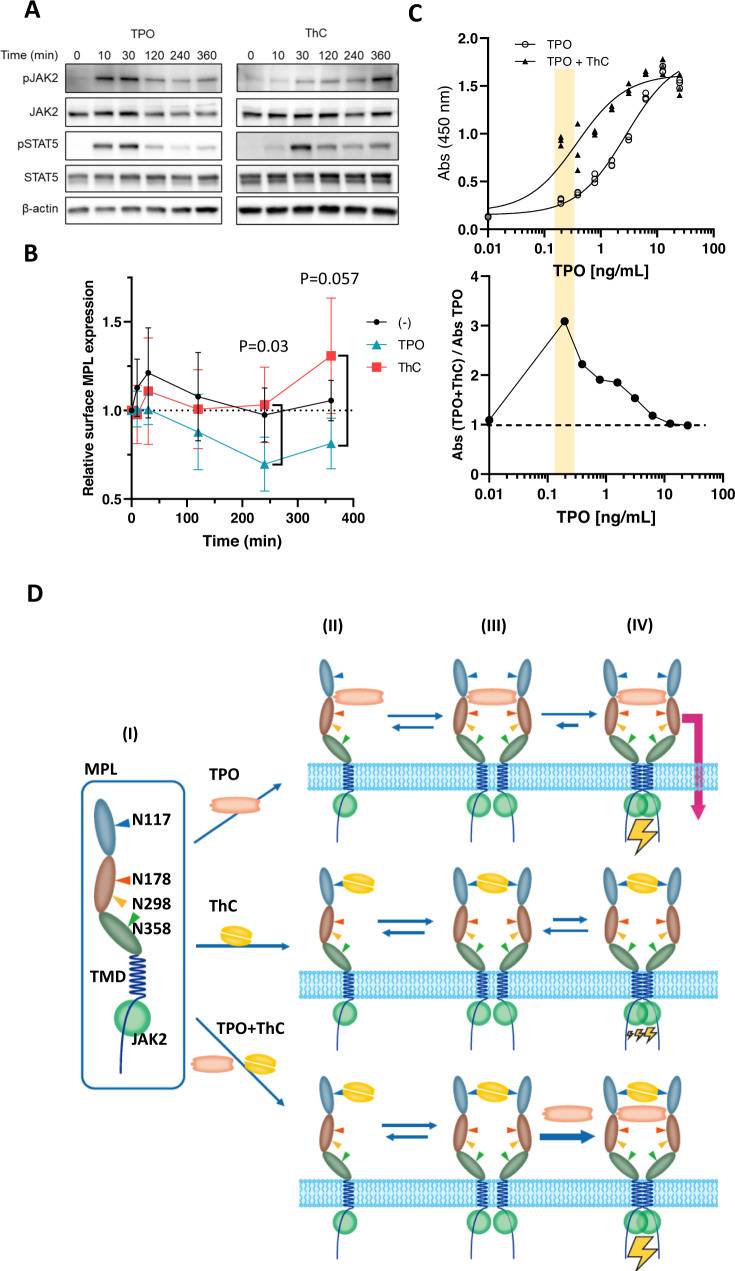 A
TPO
ThC
Time (min) 0 10 30 120 240 360 0 10 30 120 240 360
pJAK2
JAK2
pSTAT5
STAT5
β-actin
B
Relative surface MPL expression
1.5
1.0
0.5
0 100 200 300 400
Time (min)
P=0.03
P=0.057
(-)
TPO
ThC
C
TPO
TPO + ThC
Abs (450 nm)
2.0
1.5
1.0
0.5
0.0
0.01 0.1 1 10 100
TPO [ng/mL]
Abs (TPO+ThC) / Abs TPO
4
3
2
1
0
0.01 0.1 1 10 100
TPO [ng/mL]
D
(I)
(II)
(III)
(IV)
MPL
N117
N178
N298
N358
TMD
JAK2
TPO
ThC
TPO+ThC